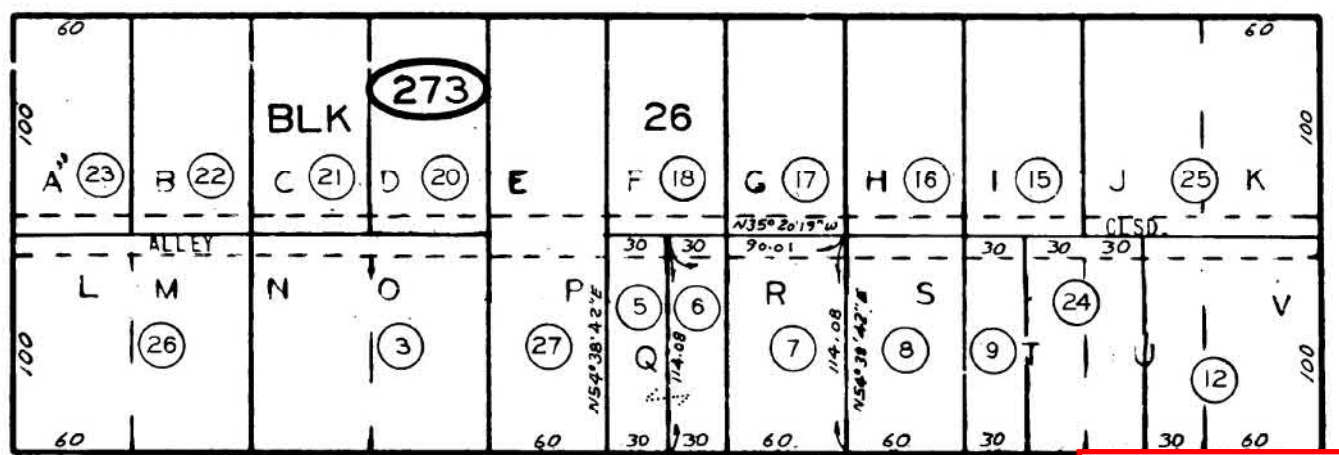 60 60
273
BLK 26
100 100
A" 23 B 22 C 21 D 20 E F 18 G 17 H 16 I 15 J 25 K
N35°20'19"W
ALLEY CLSD.
30 30 90.01 30 30 30
L M N O P R S V
5 6 24
N54°38'42"E 114.08 114.08 N54°38'42"E
100 26 3 27 Q 7 8 9 T U 12 100
60 60 30 30 60 60 30 30 60